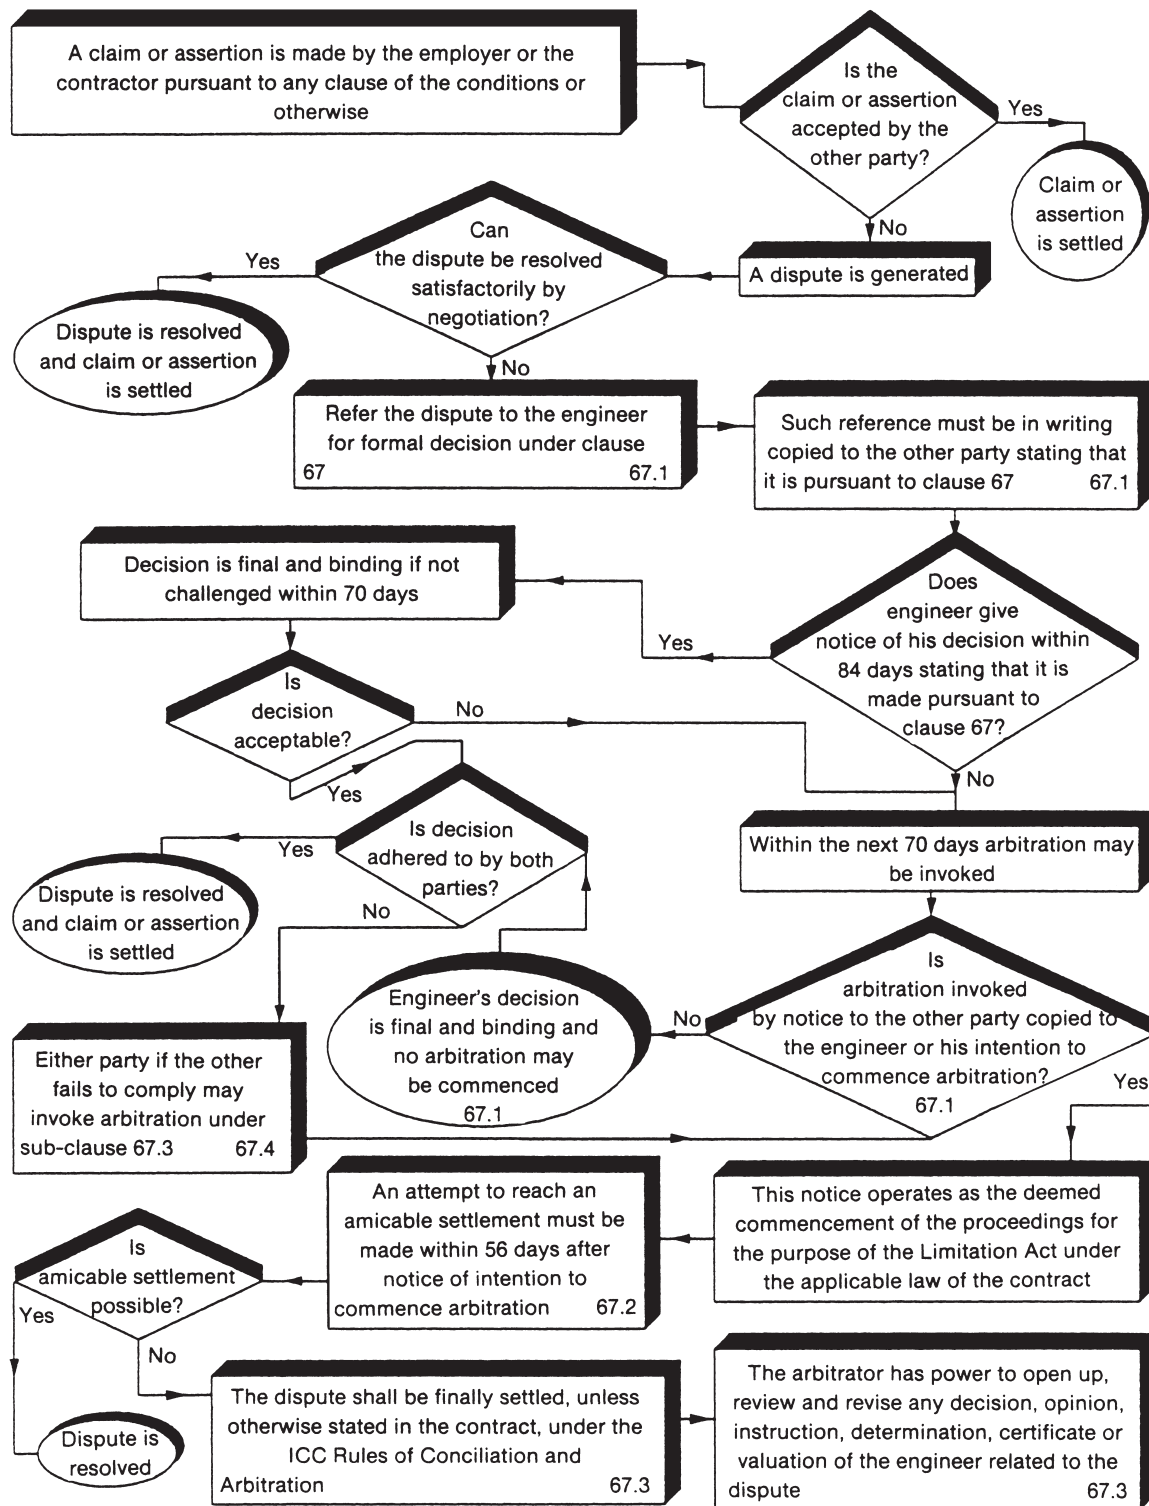 A claim or assertion is made by the employer or the
contractor pursuant to any clause of the conditions or
otherwise
Is the
claim or assertion
accepted by the
other party?
Yes
Claim or
assertion
is settled
No
A dispute is generated
Can
the dispute be resolved
satisfactorily by
negotiation?
Yes
Dispute is resolved
and claim or assertion
is settled
No
Refer the dispute to the engineer
for formal decision under clause
67 67.1
Such reference must be in writing
copied to the other party stating that
it is pursuant to clause 67 67.1
Does
engineer give
notice of his decision within
84 days stating that it is
made pursuant to
clause 67?
Yes
Decision is final and binding if not
challenged within 70 days
Is
decision
acceptable?
No
Yes
No
Is decision
adhered to by both
parties?
Yes
Dispute is resolved
and claim or assertion
is settled
No
Within the next 70 days arbitration may
be invoked
Is
arbitration invoked
by notice to the other party copied to
the engineer or his intention to
commence arbitration?
67.1
No
Yes
Engineer's decision
is final and binding and
no arbitration may
be commenced
67.1
Either party if the other
fails to comply may
invoke arbitration under
sub-clause 67.3 67.4
This notice operates as the deemed
commencement of the proceedings for
the purpose of the Limitation Act under
the applicable law of the contract
An attempt to reach an
amicable settlement must be
made within 56 days after
notice of intention to
commence arbitration 67.2
Is
amicable settlement
possible?
Yes
No
Dispute is
resolved
The dispute shall be finally settled, unless
otherwise stated in the contract, under the
ICC Rules of Conciliation and
Arbitration 67.3
The arbitrator has power to open up,
review and revise any decision, opinion,
instruction, determination, certificate or
valuation of the engineer related to the
dispute 67.3